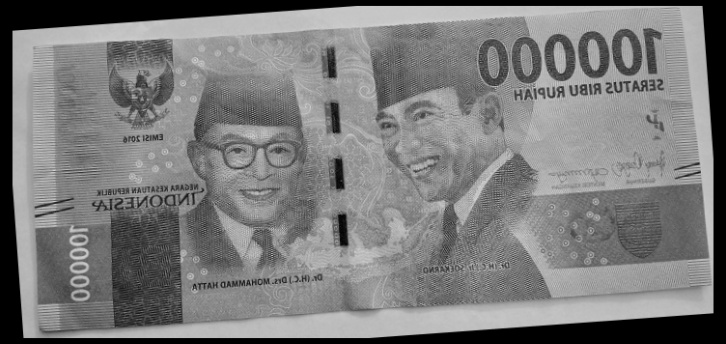 100000
SERATUS RIBU RUPIAH
EMISI 2016
NEGARA KESATUAN REPUBLIK
INDONESIA
100000
Dr. (H.C.) Drs. MOHAMMAD HATTA
Dr. (H.C.) Ir. SOEKARNO